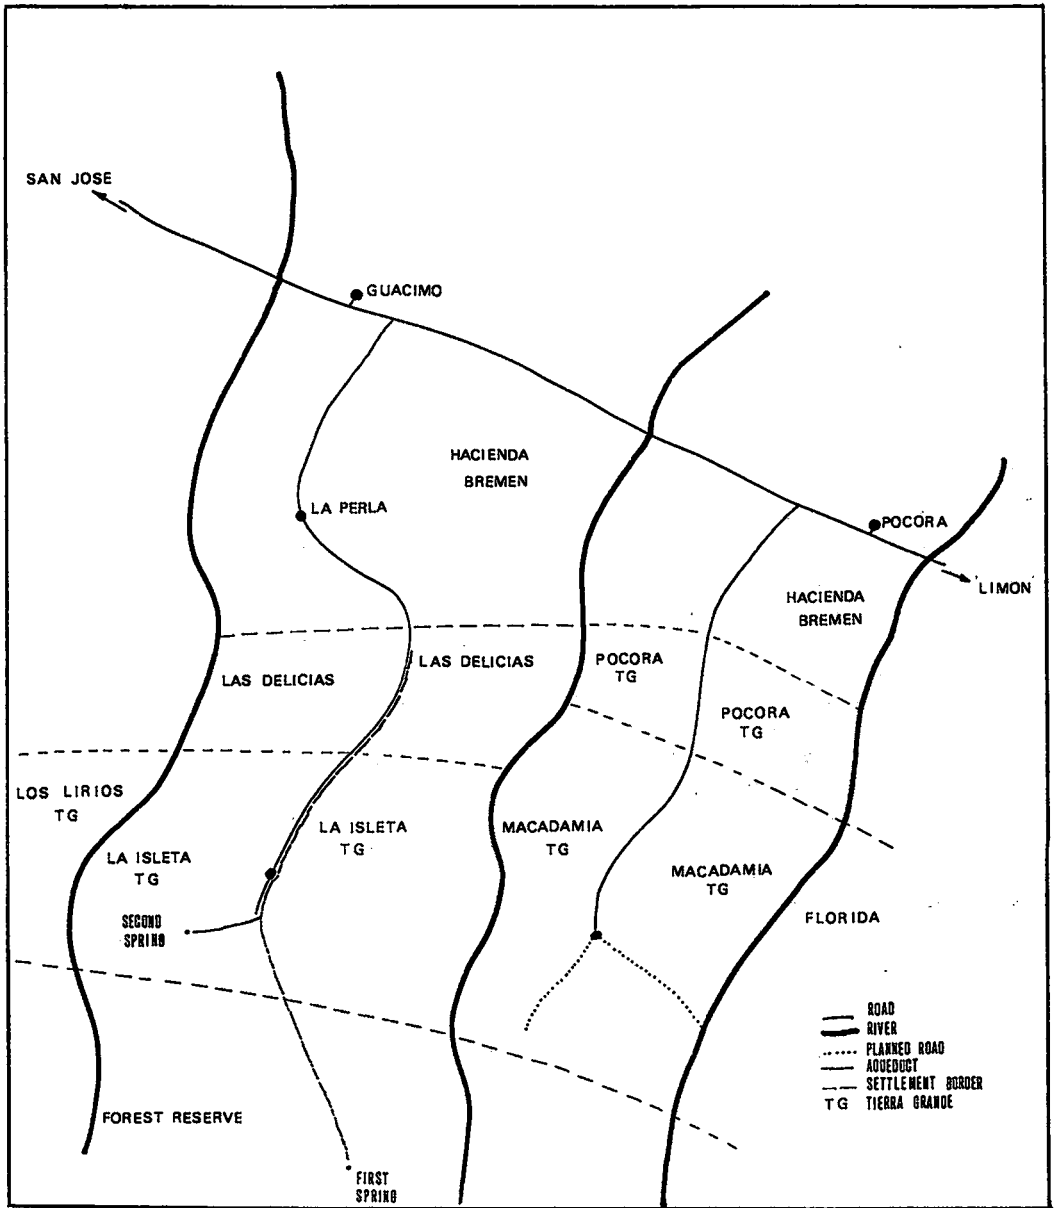 SAN JOSE
GUACIMO
HACIENDA
BREMEN
LA PERLA
POCORA
LIMON
HACIENDA
BREMEN
LAS DELICIAS
LAS DELICIAS
POCORA
TG
POCORA
TG
LOS LIRIOS
TG
LA ISLETA
TG
LA ISLETA
TG
MACADAMIA
TG
MACADAMIA
TG
SECOND
SPRING
FLORIDA
ROAD
RIVER
PLANNED ROAD
AQUEDUCT
SETTLEMENT BORDER
TG TIERRA GRANDE
FOREST RESERVE
FIRST
SPRING